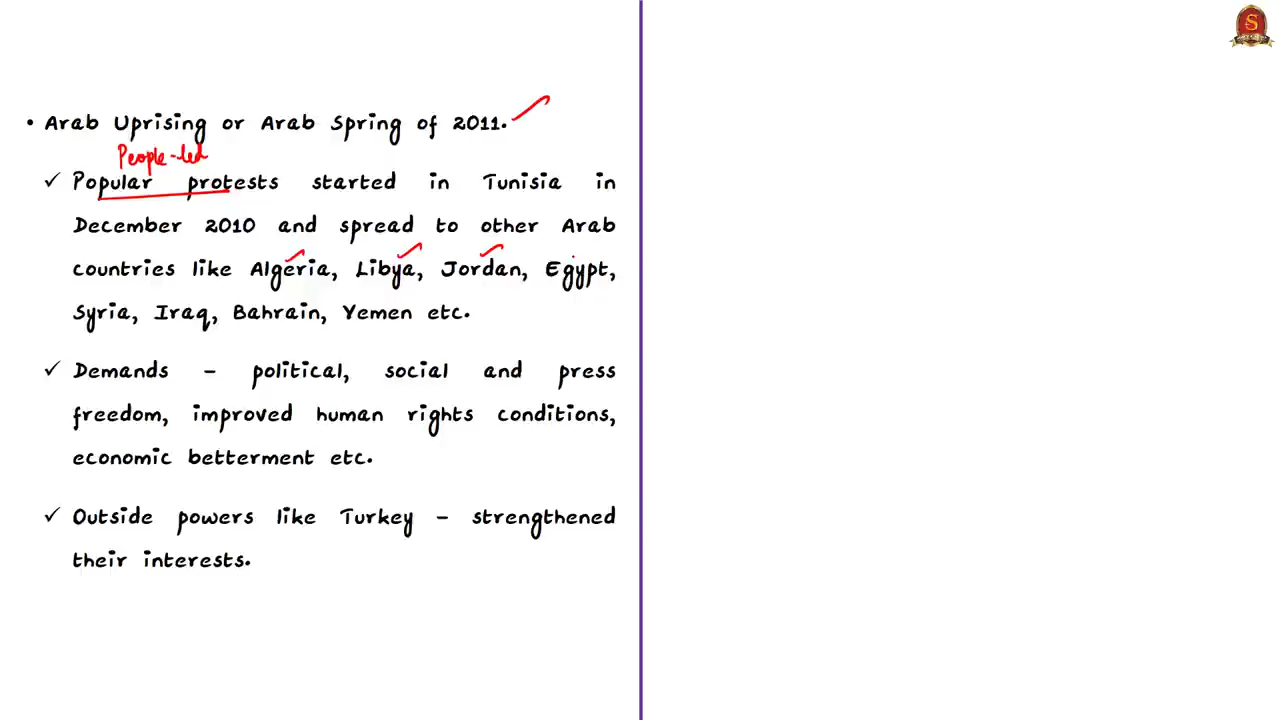 • Arab Uprising or Arab Spring of 2011.
People-led
✓ Popular protests started in Tunisia in
December 2010 and spread to other Arab
countries like Algeria, Libya, Jordan, Egypt,
Syria, Iraq, Bahrain, Yemen etc.
✓ Demands – political, social and press
freedom, improved human rights conditions,
economic betterment etc.
✓ Outside powers like Turkey – strengthened
their interests.
S